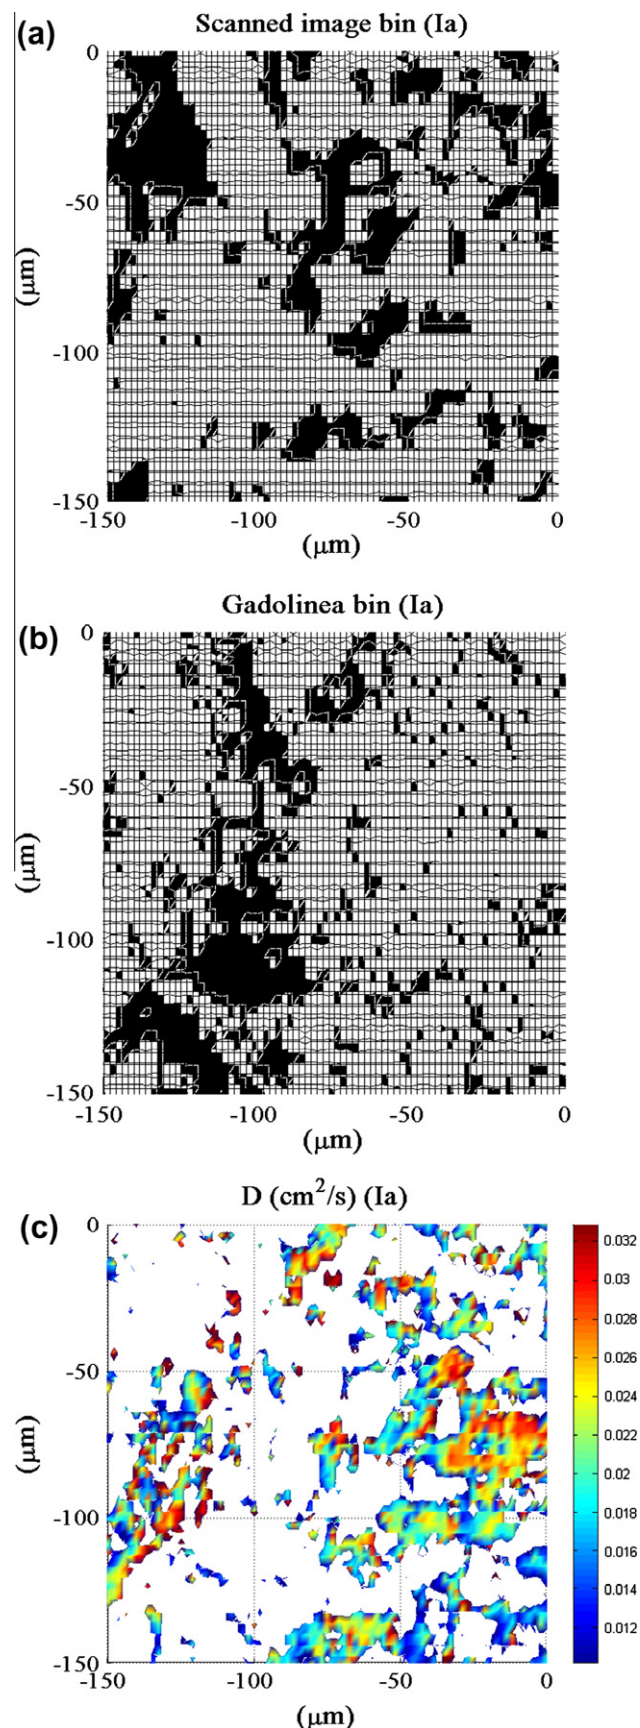 (a)
Scanned image bin (Ia)
0
-50
-100
-150
(μm)
-150 -100 -50 0
(μm)
(b)
Gadolinea bin (Ia)
0
-50
-100
-150
(μm)
-150 -100 -50 0
(μm)
(c)
D (cm²/s) (Ia)
0
-50
-100
-150
(μm)
-150 -100 -50 0
(μm)
0.032
0.03
0.028
0.026
0.024
0.022
0.02
0.018
0.016
0.014
0.012